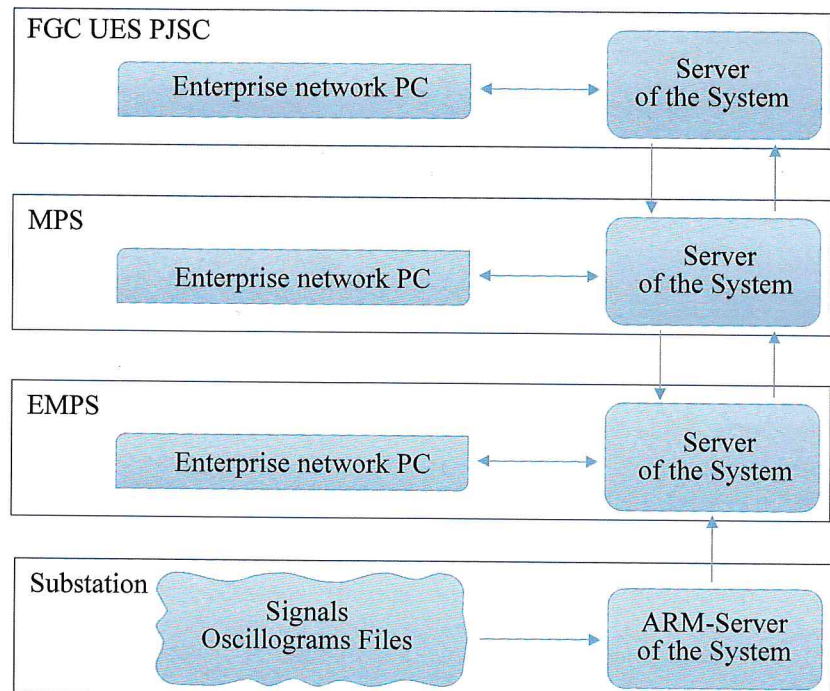 FGC UES PJSC
Enterprise network PC
Server
of the System
MPS
Enterprise network PC
Server
of the System
EMPS
Enterprise network PC
Server
of the System
Substation
Signals
Oscillograms Files
ARM-Server
of the System